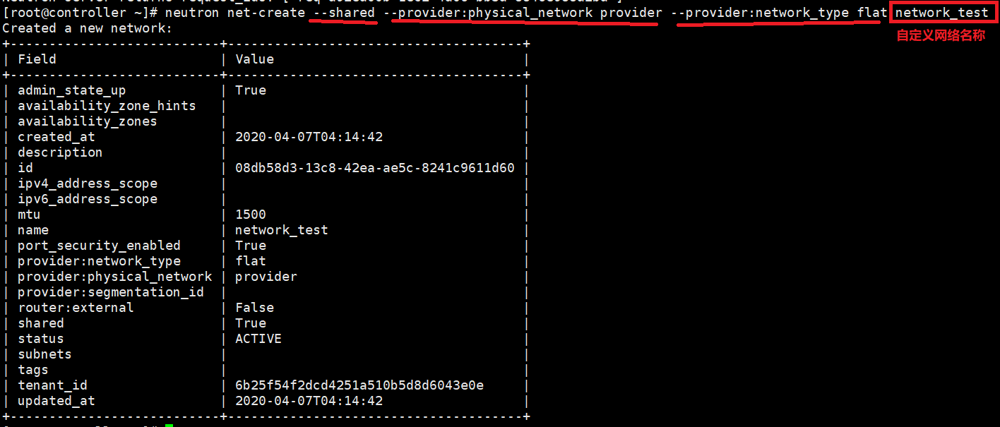 [root@controller ~]# neutron net-create --shared --provider:physical_network provider --provider:network_type flat network_test
自定义网络名称
Created a new network:
+---------------------------+--------------------------------------+
| Field | Value |
+---------------------------+--------------------------------------+
| admin_state_up | True |
| availability_zone_hints | |
| availability_zones | |
| created_at | 2020-04-07T04:14:42 |
| description | |
| id | 08db58d3-13c8-42ea-ae5c-8241c9611d60 |
| ipv4_address_scope | |
| ipv6_address_scope | |
| mtu | 1500 |
| name | network_test |
| port_security_enabled | True |
| provider:network_type | flat |
| provider:physical_network | provider |
| provider:segmentation_id | |
| router:external | False |
| shared | True |
| status | ACTIVE |
| subnets | |
| tags | |
| tenant_id | 6b25f54f2dcd4251a510b5d8d6043e0e |
| updated_at | 2020-04-07T04:14:42 |
+---------------------------+--------------------------------------+